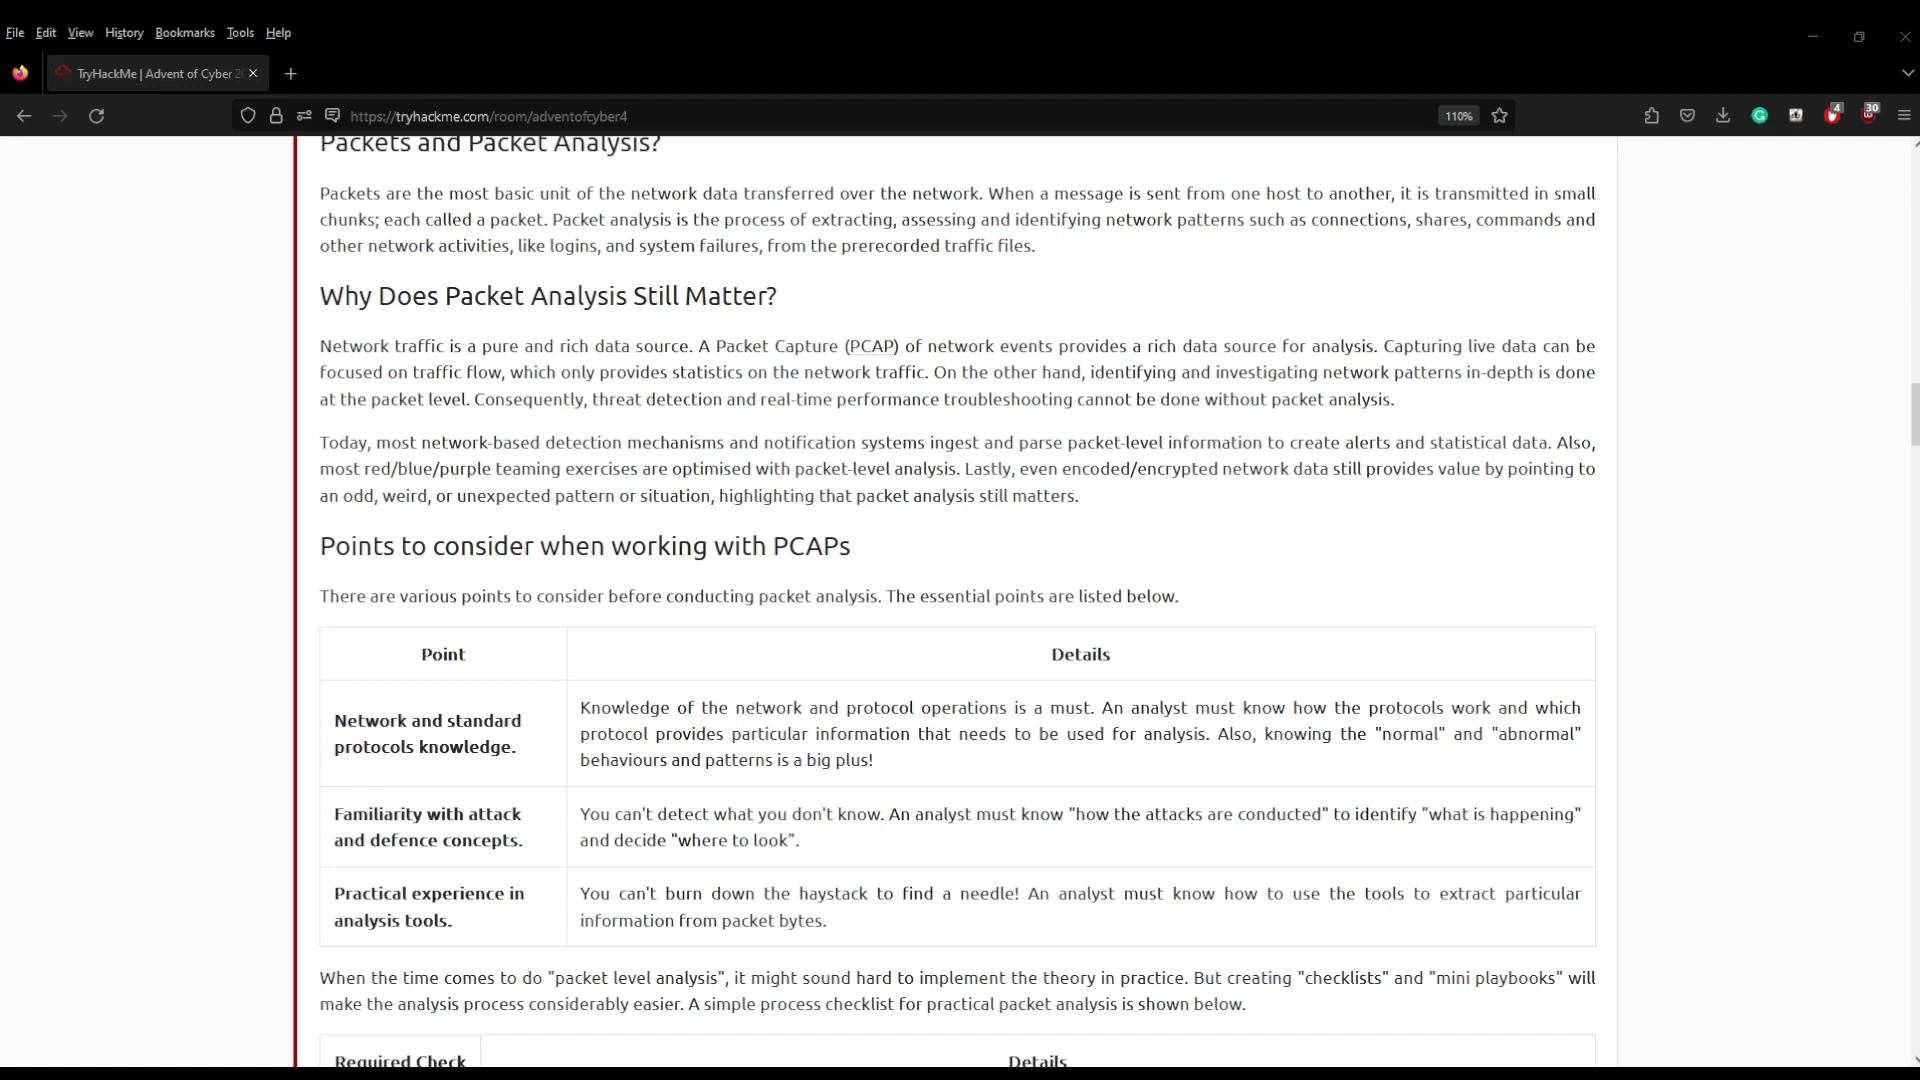 File Edit View History Bookmarks Tools Help
TryHackMe | Advent of Cyber 20
https://tryhackme.com/room/adventofcyber4
110%
4
30
Packets and Packet Analysis?
Packets are the most basic unit of the network data transferred over the network. When a message is sent from one host to another, it is transmitted in small
chunks; each called a packet. Packet analysis is the process of extracting, assessing and identifying network patterns such as connections, shares, commands and
other network activities, like logins, and system failures, from the prerecorded traffic files.
Why Does Packet Analysis Still Matter?
Network traffic is a pure and rich data source. A Packet Capture (PCAP) of network events provides a rich data source for analysis. Capturing live data can be
focused on traffic flow, which only provides statistics on the network traffic. On the other hand, identifying and investigating network patterns in-depth is done
at the packet level. Consequently, threat detection and real-time performance troubleshooting cannot be done without packet analysis.
Today, most network-based detection mechanisms and notification systems ingest and parse packet-level information to create alerts and statistical data. Also,
most red/blue/purple teaming exercises are optimised with packet-level analysis. Lastly, even encoded/encrypted network data still provides value by pointing to
an odd, weird, or unexpected pattern or situation, highlighting that packet analysis still matters.
Points to consider when working with PCAPs
There are various points to consider before conducting packet analysis. The essential points are listed below.
Point
Details
Network and standard
protocols knowledge.
Knowledge of the network and protocol operations is a must. An analyst must know how the protocols work and which
protocol provides particular information that needs to be used for analysis. Also, knowing the "normal" and "abnormal"
behaviours and patterns is a big plus!
Familiarity with attack
and defence concepts.
You can't detect what you don't know. An analyst must know "how the attacks are conducted" to identify "what is happening"
and decide "where to look".
Practical experience in
analysis tools.
You can't burn down the haystack to find a needle! An analyst must know how to use the tools to extract particular
information from packet bytes.
When the time comes to do "packet level analysis", it might sound hard to implement the theory in practice. But creating "checklists" and "mini playbooks" will
make the analysis process considerably easier. A simple process checklist for practical packet analysis is shown below.
Required Check
Details